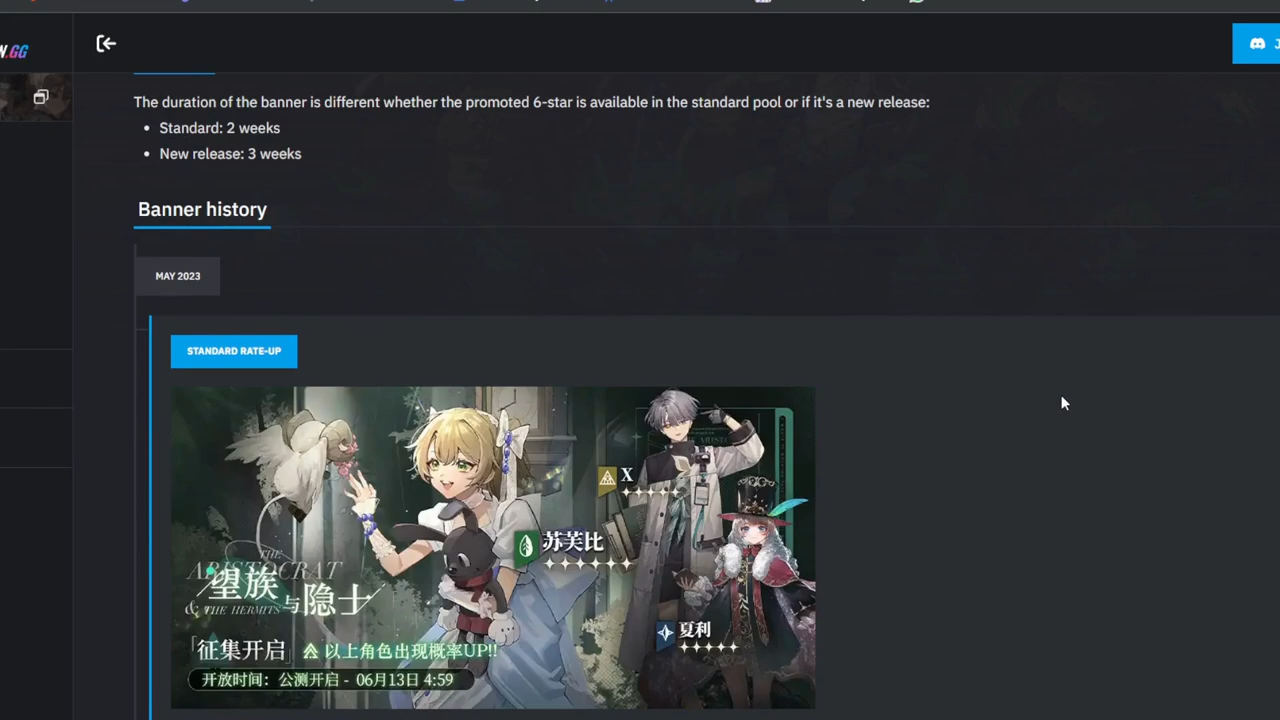 W.GG
J
The duration of the banner is different whether the promoted 6-star is available in the standard pool or if it's a new release:
Standard: 2 weeks
New release: 3 weeks
Banner history
MAY 2023
STANDARD RATE-UP
X
苏芙比
夏利
THE
ARISTOCRAT
望族
& THE HERMITS
与隐士
「征集开启」
以上角色出现概率UP!!
开放时间：公测开启 - 06月13日 4:59